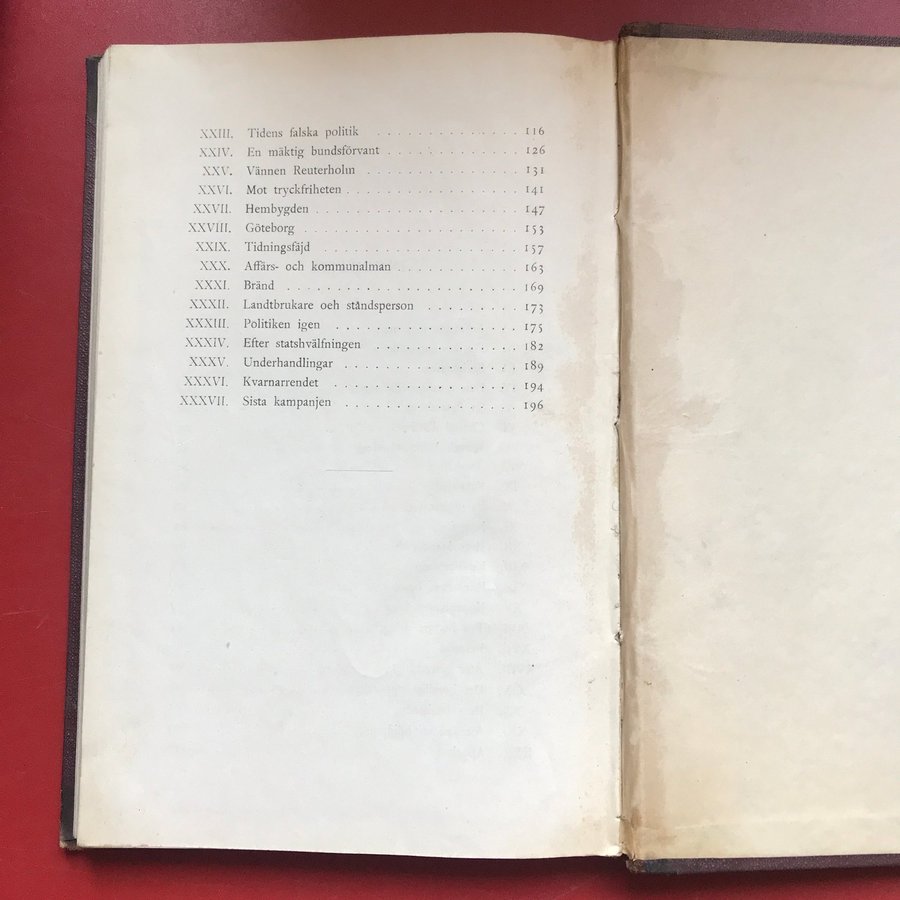 XXIII. Tidens falska politik . . . . . . . . . . . . . 116
XXIV. En mäktig bundsförvant . . . . . . . . . . . . 126
XXV. Vännen Reuterholm . . . . . . . . . . . . . . 131
XXVI. Mot tryckfriheten . . . . . . . . . . . . . . . 141
XXVII. Hembygden . . . . . . . . . . . . . . . . . . 147
XXVIII. Göteborg . . . . . . . . . . . . . . . . . . . 153
XXIX. Tidningsfäjd . . . . . . . . . . . . . . . . . 157
XXX. Affärs- och kommunalman . . . . . . . . . . . 163
XXXI. Bränd . . . . . . . . . . . . . . . . . . . . 169
XXXII. Landtbrukare och ståndsperson . . . . . . . . 173
XXXIII. Politiken igen . . . . . . . . . . . . . . . . 175
XXXIV. Efter statshvälfningen . . . . . . . . . . . . . 182
XXXV. Underhandlingar . . . . . . . . . . . . . . . 189
XXXVI. Kvarnarrendet . . . . . . . . . . . . . . . . 194
XXXVII. Sista kampanjen . . . . . . . . . . . . . . . 196